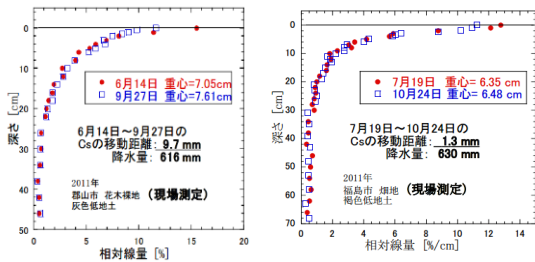 0
10
20
30
40
50
深さ [cm]
6月14日 重心=7.05cm
9月27日 重心=7.61cm
6月14日～9月27日の
Csの移動距離: 9.7 mm
降水量: 616 mm
2011年
郡山市 花木裸地 (現場測定)
灰色低地土
0 5 10 15 20
相対線量 [%/cm]
0
10
20
30
40
50
60
70
深さ [cm]
7月19日 重心= 6.35 cm
10月24日 重心= 6.48 cm
7月19日～10月24日の
Csの移動距離: 1.3 mm
降水量: 630 mm
2011年
福島市 畑地 (現場測定)
褐色低地土
0 2 4 6 8 10 12 14
相対線量 [%/cm]